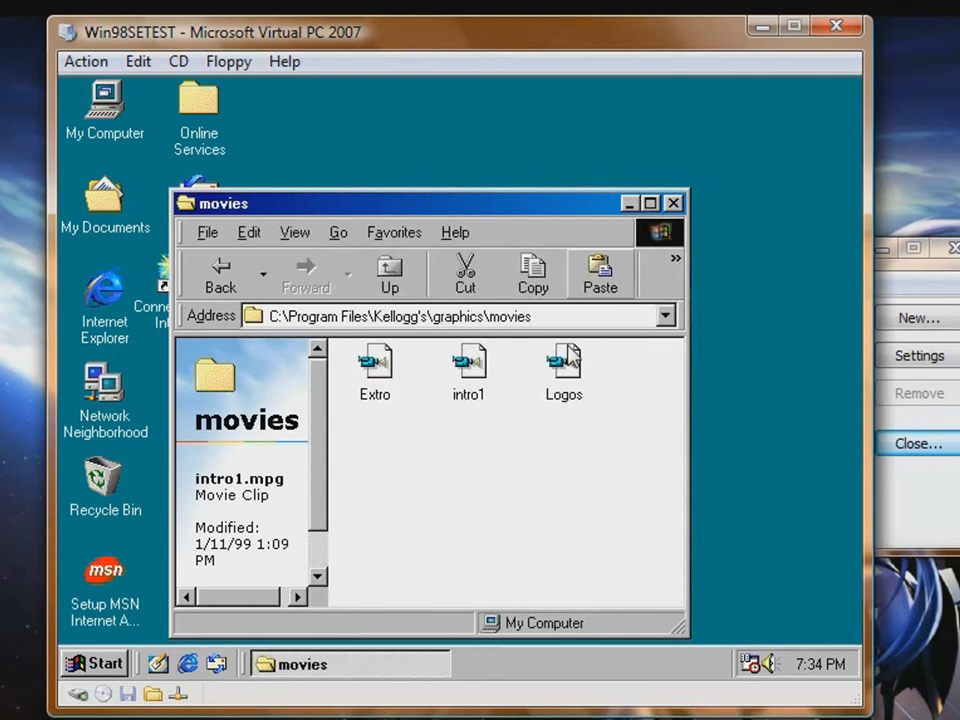 Win98SETEST - Microsoft Virtual PC 2007
Action Edit CD Floppy Help
My Computer
Online
Services
movies
My Documents
File Edit View Go Favorites Help
Back Forward Up Cut Copy Paste
Address C:\Program Files\Kellogg's\graphics\movies
Internet
Explorer
Conne
Int
New...
Settings
Remove
Close...
Extro intro1 Logos
movies
Network
Neighborhood
intro1.mpg
Movie Clip
Modified:
1/11/99 1:09
PM
Recycle Bin
msn
Setup MSN
Internet A...
My Computer
Start movies 7:34 PM